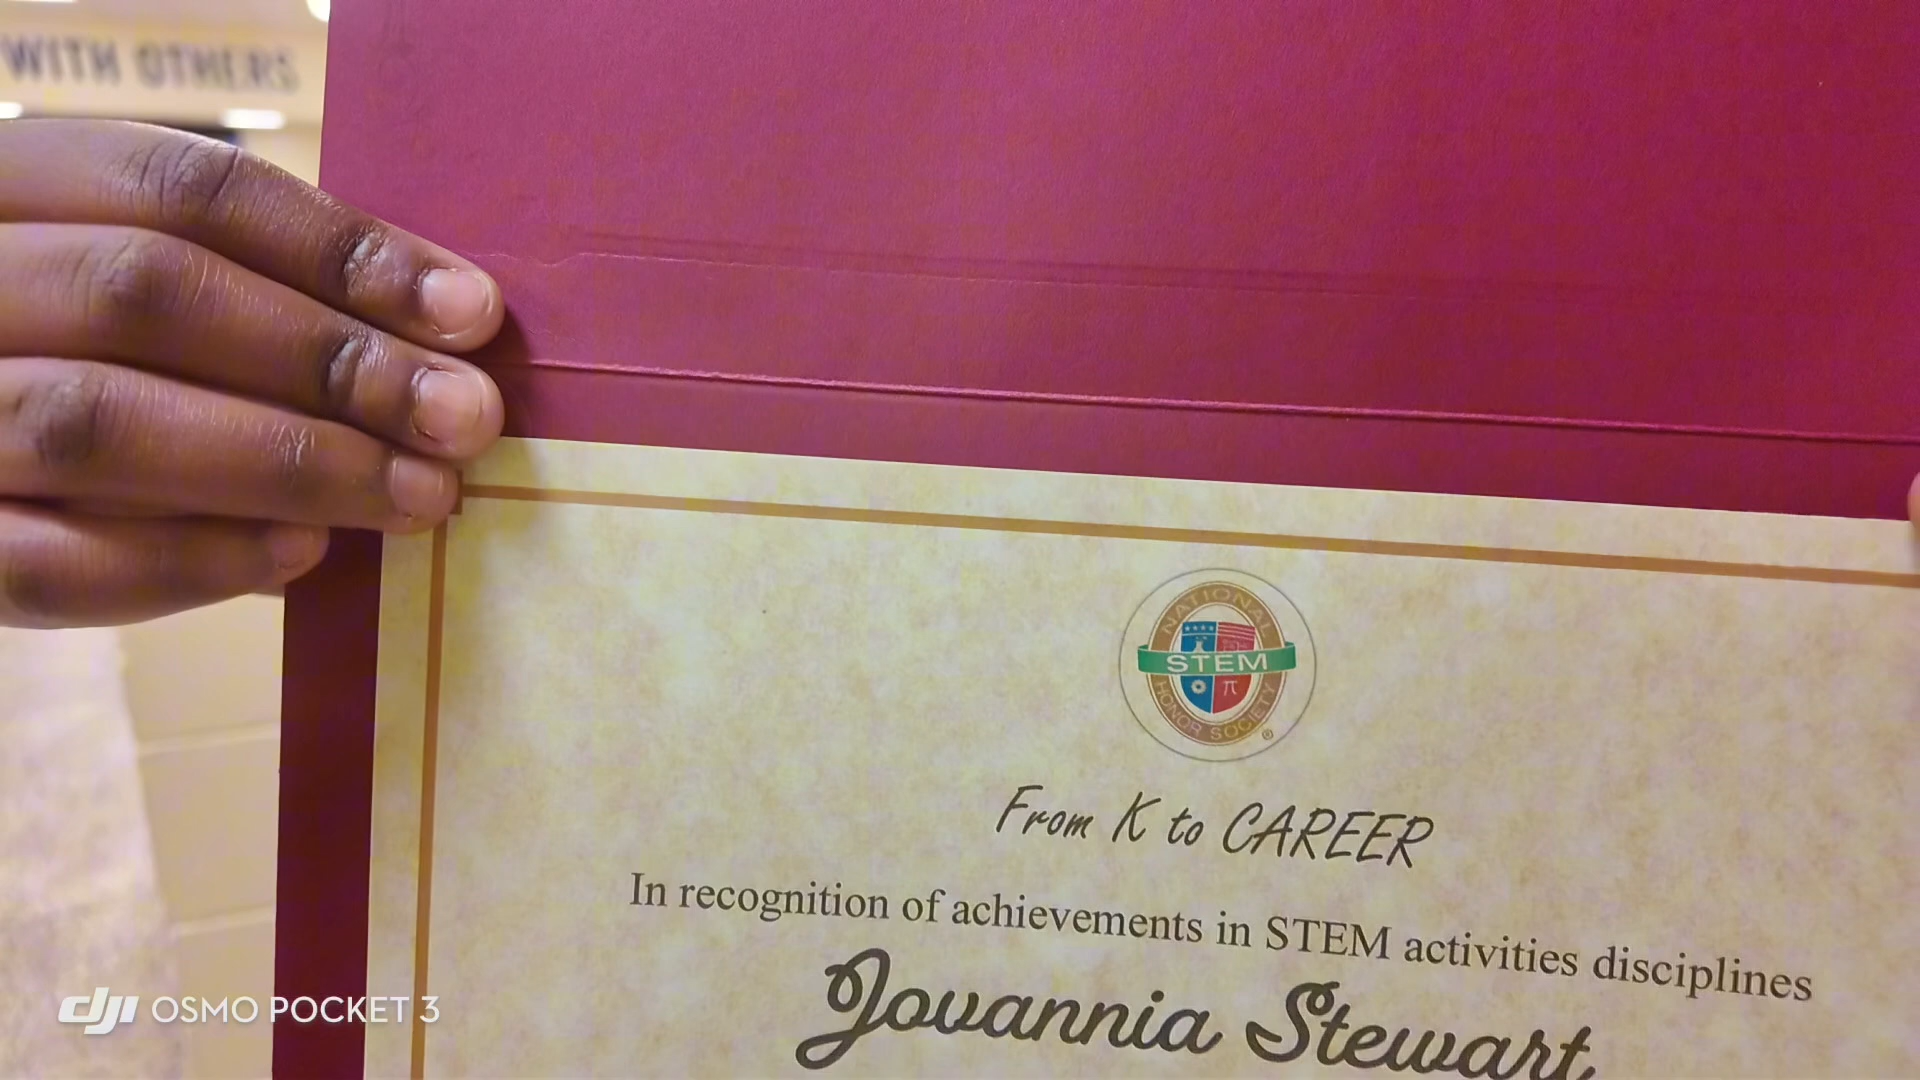 WITH OTHERS
NATIONAL
STEM
π
HONOR SOCIETY®
From K to CAREER
In recognition of achievements in STEM activities disciplines
Jovannia Stewart
dji OSMO POCKET 3